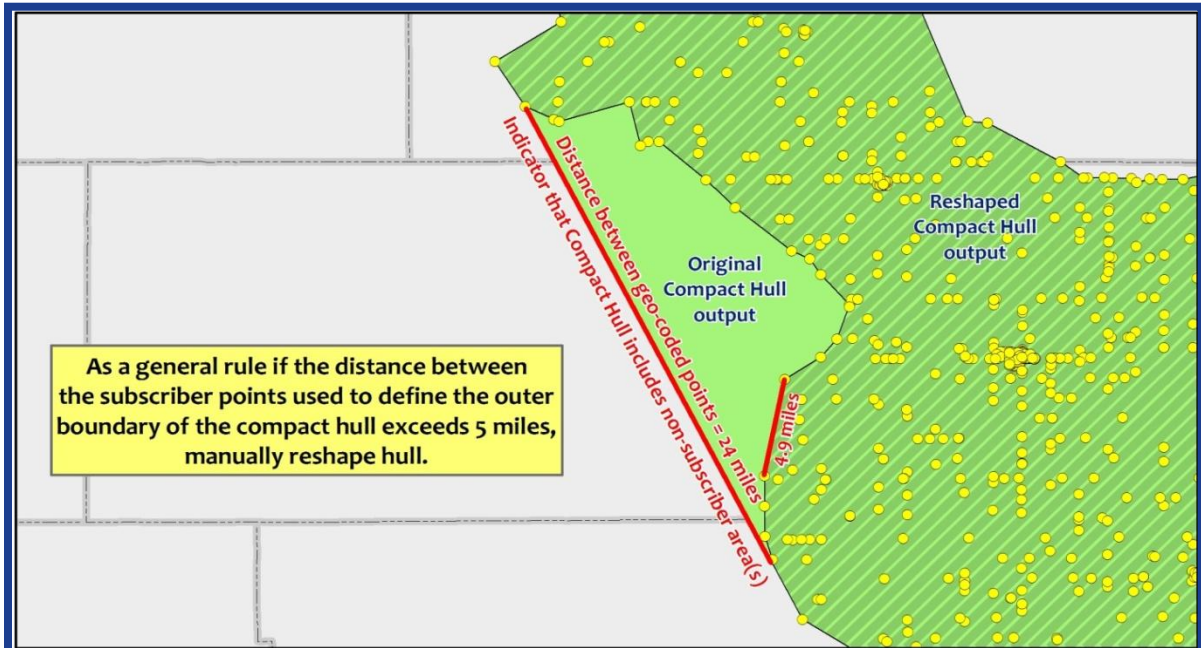 Distance between geo-coded points = 24 miles
Indicator that Compact Hull includes non-subscriber area(s)
Reshaped
Compact Hull
output
Original
Compact Hull
output
4.9 miles
As a general rule if the distance between
the subscriber points used to define the outer
boundary of the compact hull exceeds 5 miles,
manually reshape hull.